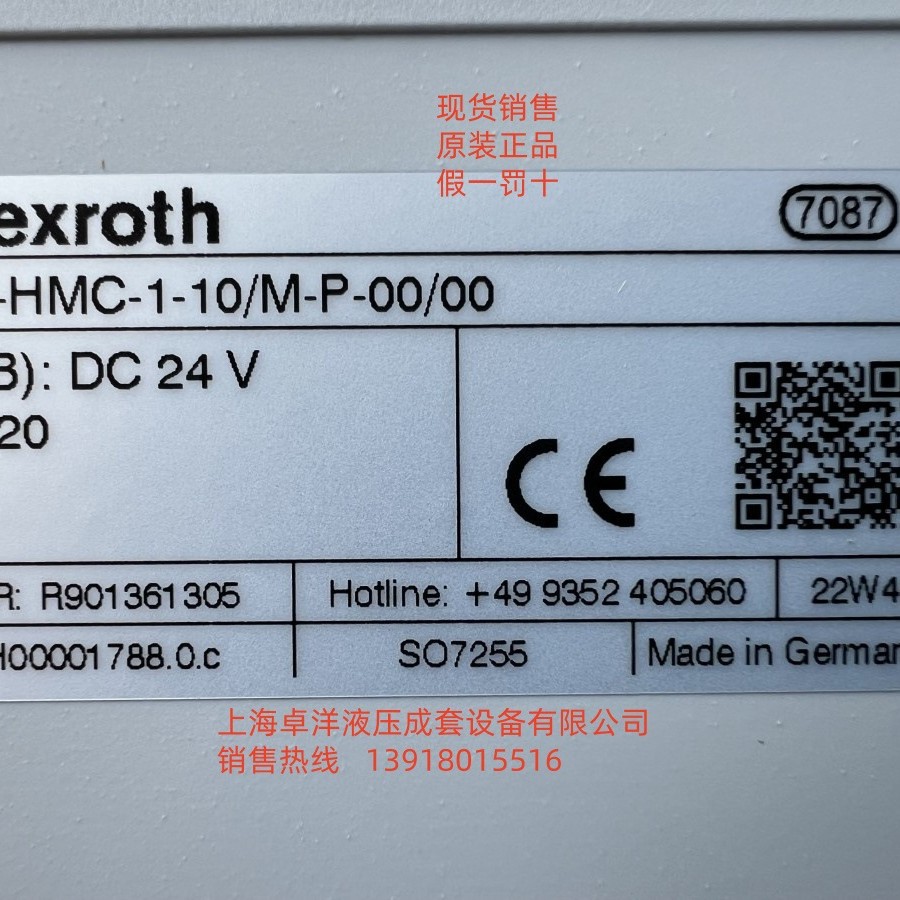 现货销售
原装正品
假一罚十
exroth
7087
-HMC-1-10/M-P-00/00
B): DC 24 V
20
CE
R: R901361305
Hotline: +49 9352 405060
22W4
H00001788.0.c
SO7255
Made in German
上海卓洋液压成套设备有限公司
销售热线 13918015516